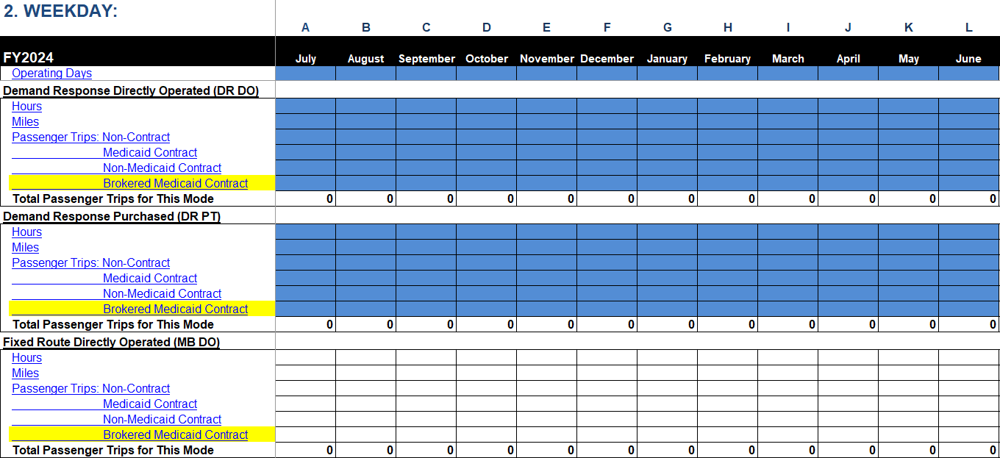 2. WEEKDAY:
A B C D E F G H I J K L
FY2024 July August September October November December January February March April May June
Operating Days
Demand Response Directly Operated (DR DO)
Hours
Miles
Passenger Trips: Non-Contract
Medicaid Contract
Non-Medicaid Contract
Brokered Medicaid Contract
Total Passenger Trips for This Mode 0 0 0 0 0 0 0 0 0 0 0 0
Demand Response Purchased (DR PT)
Hours
Miles
Passenger Trips: Non-Contract
Medicaid Contract
Non-Medicaid Contract
Brokered Medicaid Contract
Total Passenger Trips for This Mode 0 0 0 0 0 0 0 0 0 0 0 0
Fixed Route Directly Operated (MB DO)
Hours
Miles
Passenger Trips: Non-Contract
Medicaid Contract
Non-Medicaid Contract
Brokered Medicaid Contract
Total Passenger Trips for This Mode 0 0 0 0 0 0 0 0 0 0 0 0